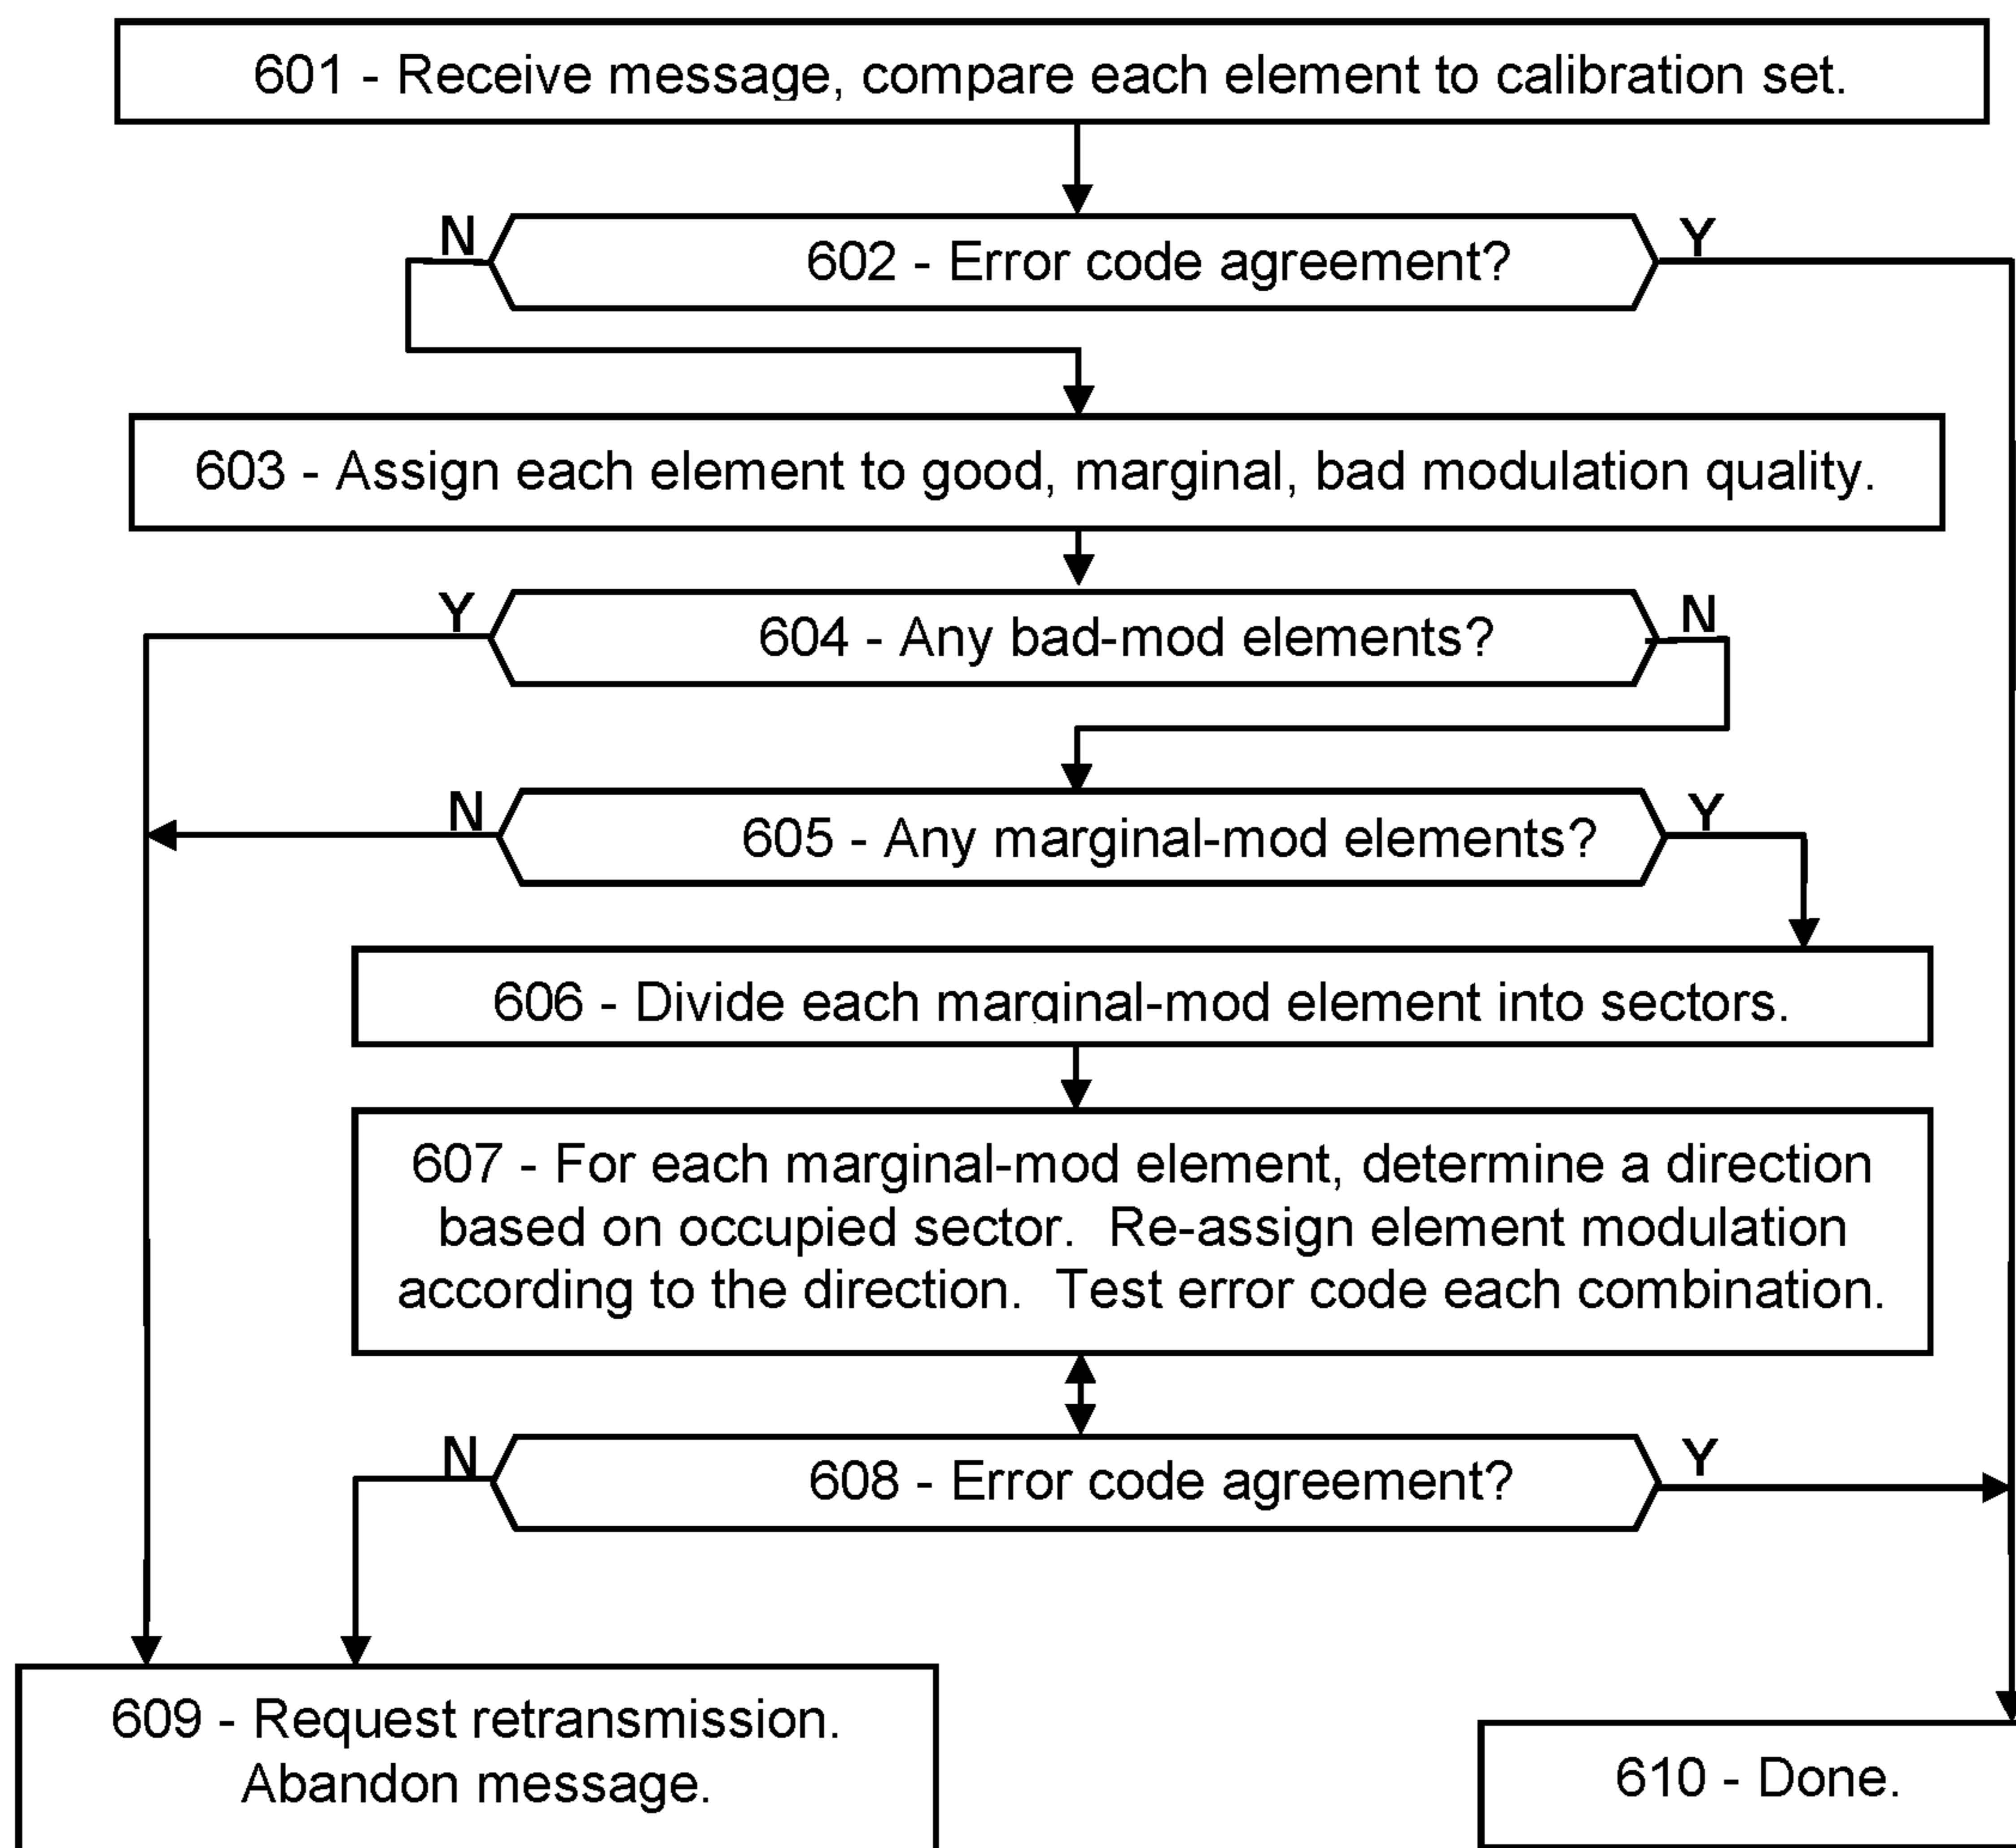 601 - Receive message, compare each element to calibration set.
N
602 - Error code agreement?
Y
603 - Assign each element to good, marginal, bad modulation quality.
Y
604 - Any bad-mod elements?
N
N
605 - Any marginal-mod elements?
Y
606 - Divide each marginal-mod element into sectors.
607 - For each marginal-mod element, determine a direction
based on occupied sector.  Re-assign element modulation
according to the direction.  Test error code each combination.
N
608 - Error code agreement?
Y
609 - Request retransmission.
Abandon message.
610 - Done.